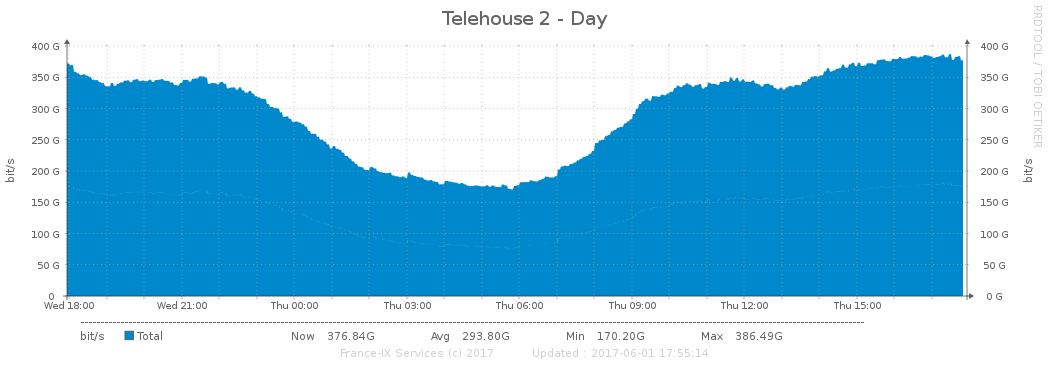 Telehouse 2 - Day
RRDTOOL / TOBI OETIKER
400 G 400 G
350 G 350 G
300 G 300 G
250 G 250 G
200 G 200 G
150 G 150 G
100 G 100 G
50 G 50 G
0 0 G
bit/s bit/s
Wed 18:00 Wed 21:00 Thu 00:00 Thu 03:00 Thu 06:00 Thu 09:00 Thu 12:00 Thu 15:00
bit/s Total Now 376.84G Avg 293.80G Min 170.20G Max 386.49G
France-IX Services (c) 2017 Updated : 2017-06-01 17:55:14